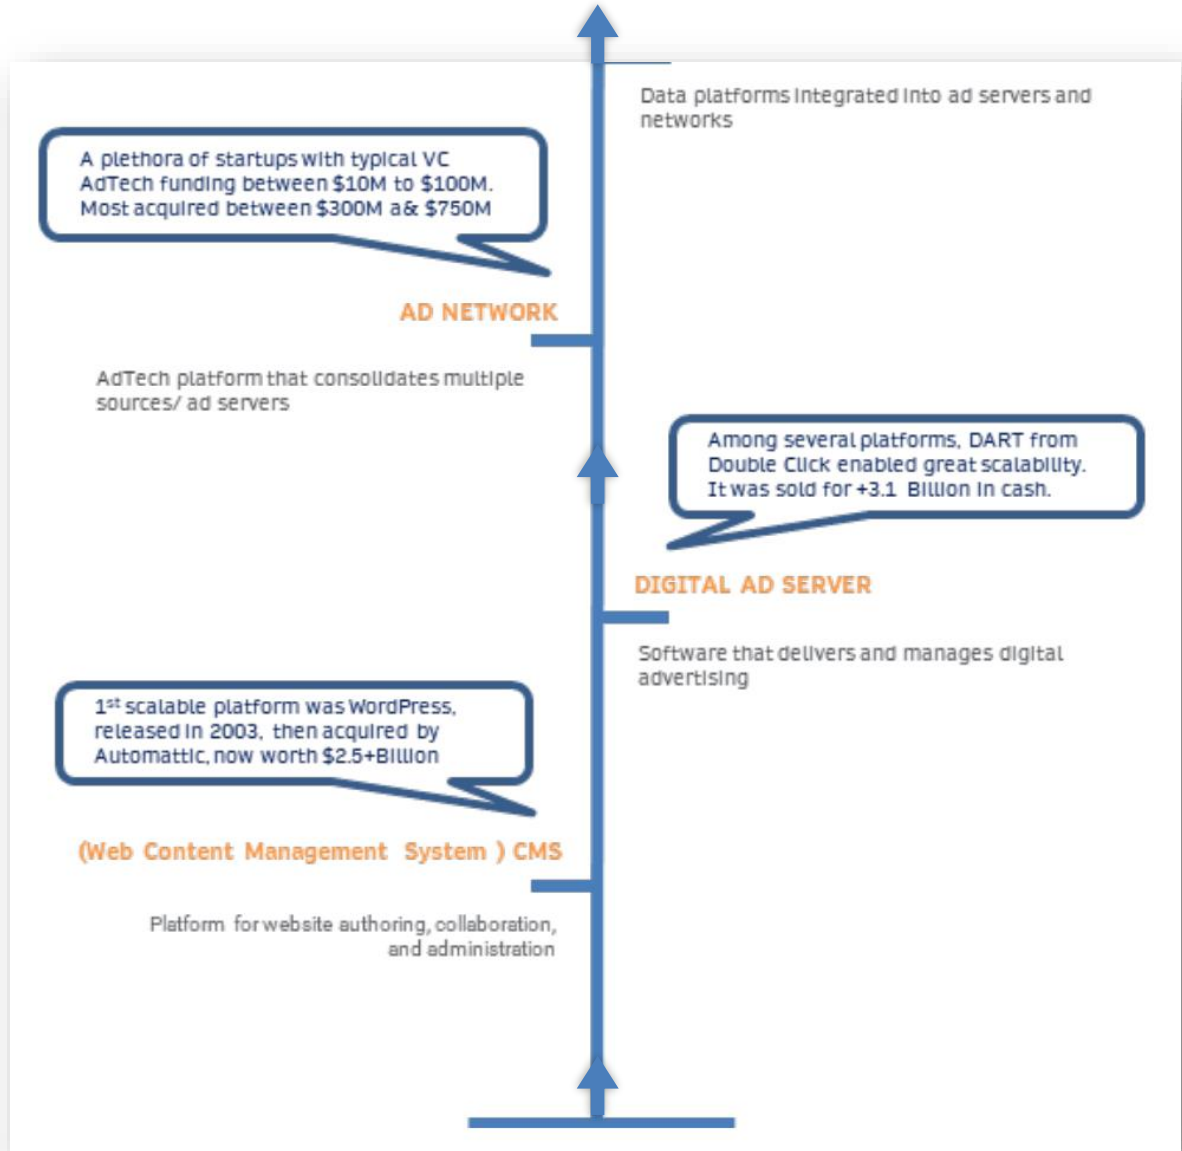 Data platforms integrated into ad servers and
networks
A plethora of startups with typical VC
AdTech funding between $10M to $100M.
Most acquired between $300M a& $750M
AD NETWORK
AdTech platform that consolidates multiple
sources/ ad servers
Among several platforms, DART from
Double Click enabled great scalability.
It was sold for +3.1 Billion in cash.
DIGITAL AD SERVER
Software that delivers and manages digital
advertising
1st scalable platform was WordPress,
released in 2003, then acquired by
Automattic, now worth $2.5+Billion
(Web Content Management System ) CMS
Platform for website authoring, collaboration,
and administration